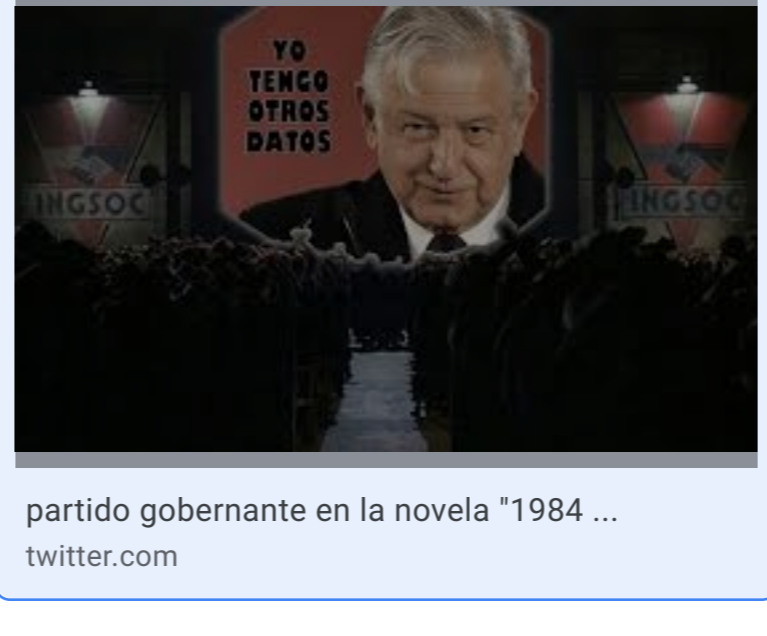 YO
TENGO
OTROS
DATOS
INGSOC
INGSOC
partido gobernante en la novela "1984 ...
twitter.com